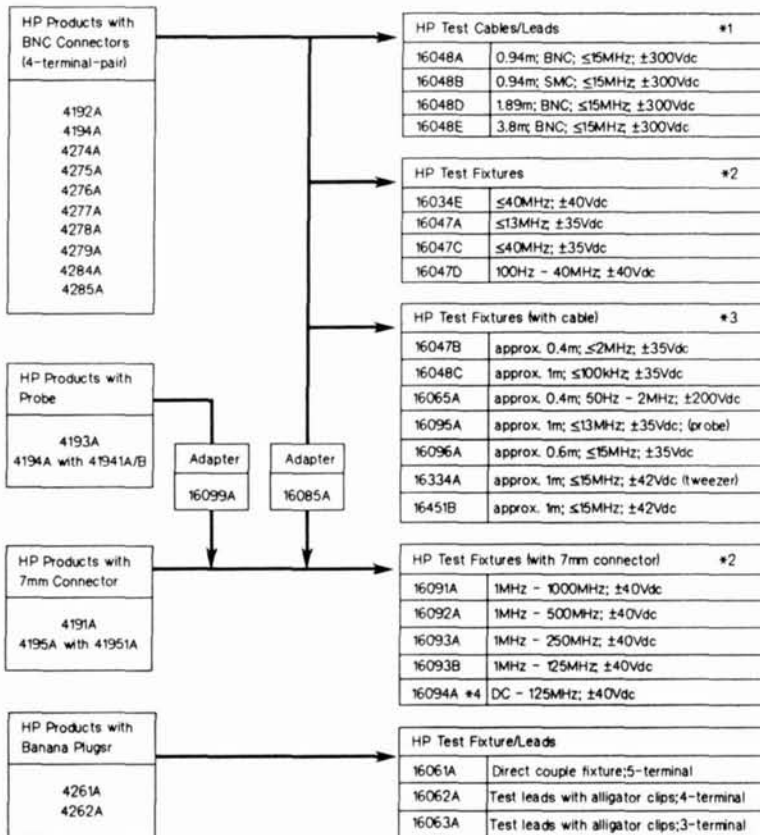 HP Products with
BNC Connectors
(4-terminal-pair)
4192A
4194A
4274A
4275A
4276A
4277A
4278A
4279A
4284A
4285A
HP Products with
Probe
4193A
4194A with 41941A/B
HP Products with
7mm Connector
4191A
4195A with 41951A
HP Products with
Banana Plugsr
4261A
4262A
Adapter
16099A
Adapter
16085A
HP Test Cables/Leads *1
16048A 0.94m; BNC; ≤15MHz; ±300Vdc
16048B 0.94m; SMC; ≤15MHz; ±300Vdc
16048D 1.89m; BNC; ≤15MHz; ±300Vdc
16048E 3.8m; BNC; ≤15MHz; ±300Vdc
HP Test Fixtures *2
16034E ≤40MHz; ±40Vdc
16047A ≤13MHz; ±35Vdc
16047C ≤40MHz; ±35Vdc
16047D 100Hz - 40MHz; ±40Vdc
HP Test Fixtures (with cable) *3
16047B approx. 0.4m; ≤2MHz; ±35Vdc
16048C approx. 1m; ≤100kHz; ±35Vdc
16065A approx. 0.4m; 50Hz - 2MHz; ±200Vdc
16095A approx. 1m; ≤13MHz; ±35Vdc; (probe)
16096A approx. 0.6m; ≤15MHz; ±35Vdc
16334A approx. 1m; ≤15MHz; ±42Vdc (tweezer)
16451B approx. 1m; ≤15MHz; ±42Vdc
HP Test Fixtures (with 7mm connector) *2
16091A 1MHz - 1000MHz; ±40Vdc
16092A 1MHz - 500MHz; ±40Vdc
16093A 1MHz - 250MHz; ±40Vdc
16093B 1MHz - 125MHz; ±40Vdc
16094A *4 DC - 125MHz; ±40Vdc
HP Test Fixture/Leads
16061A Direct couple fixture;5-terminal
16062A Test leads with alligator clips;4-terminal
16063A Test leads with alligator clips;3-terminal